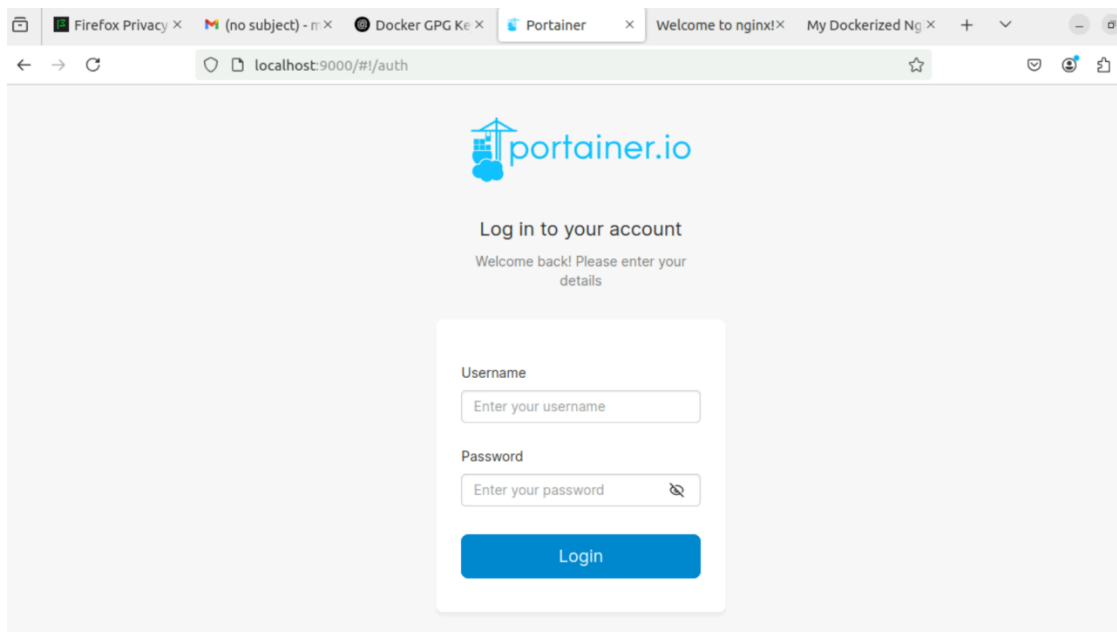 Firefox Privacy
(no subject) - m
Docker GPG Ke
Portainer
Welcome to nginx!
My Dockerized Ng
localhost:9000/#!/auth
portainer.io
Log in to your account
Welcome back! Please enter your
details
Username
Enter your username
Password
Enter your password
Login